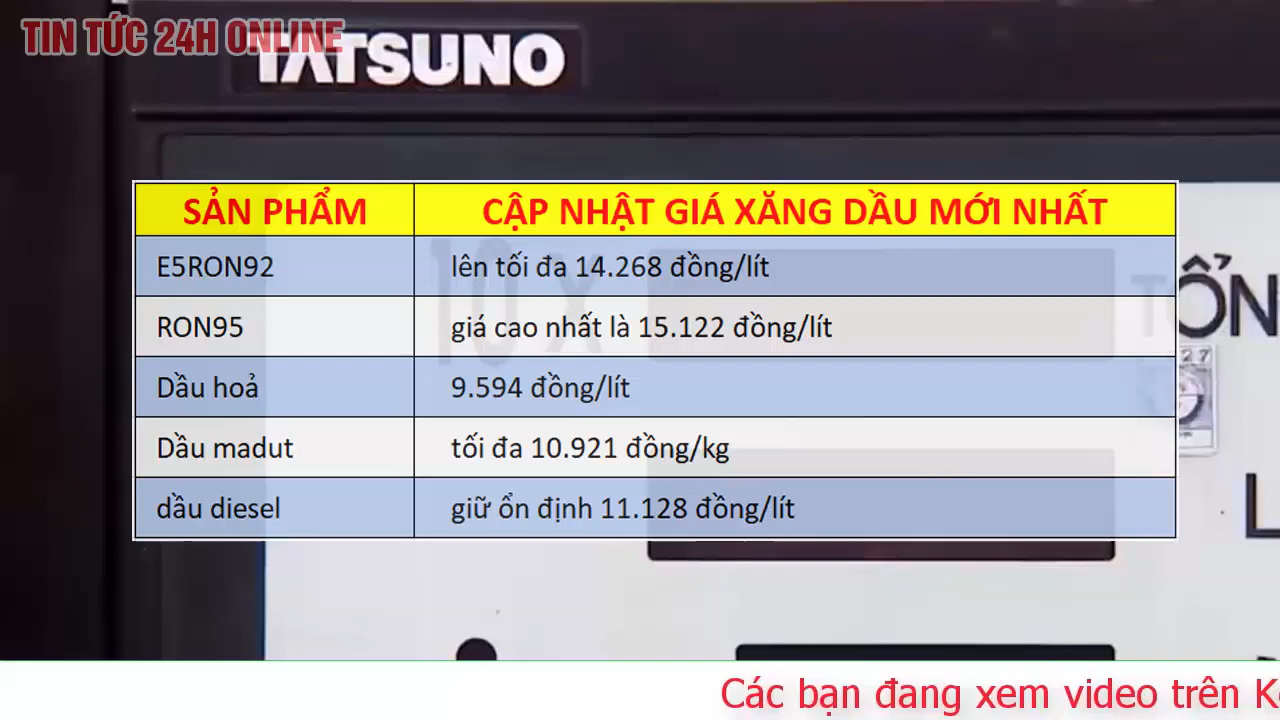 TIN TỨC 24H ONLINE
TATSUNO
SẢN PHẨM CẬP NHẬT GIÁ XĂNG DẦU MỚI NHẤT
E5RON92 lên tối đa 14.268 đồng/lít
RON95 giá cao nhất là 15.122 đồng/lít
Dầu hoả 9.594 đồng/lít
Dầu madut tối đa 10.921 đồng/kg
dầu diesel giữ ổn định 11.128 đồng/lít
10 X
TỔN
27
L
Các bạn đang xem video trên